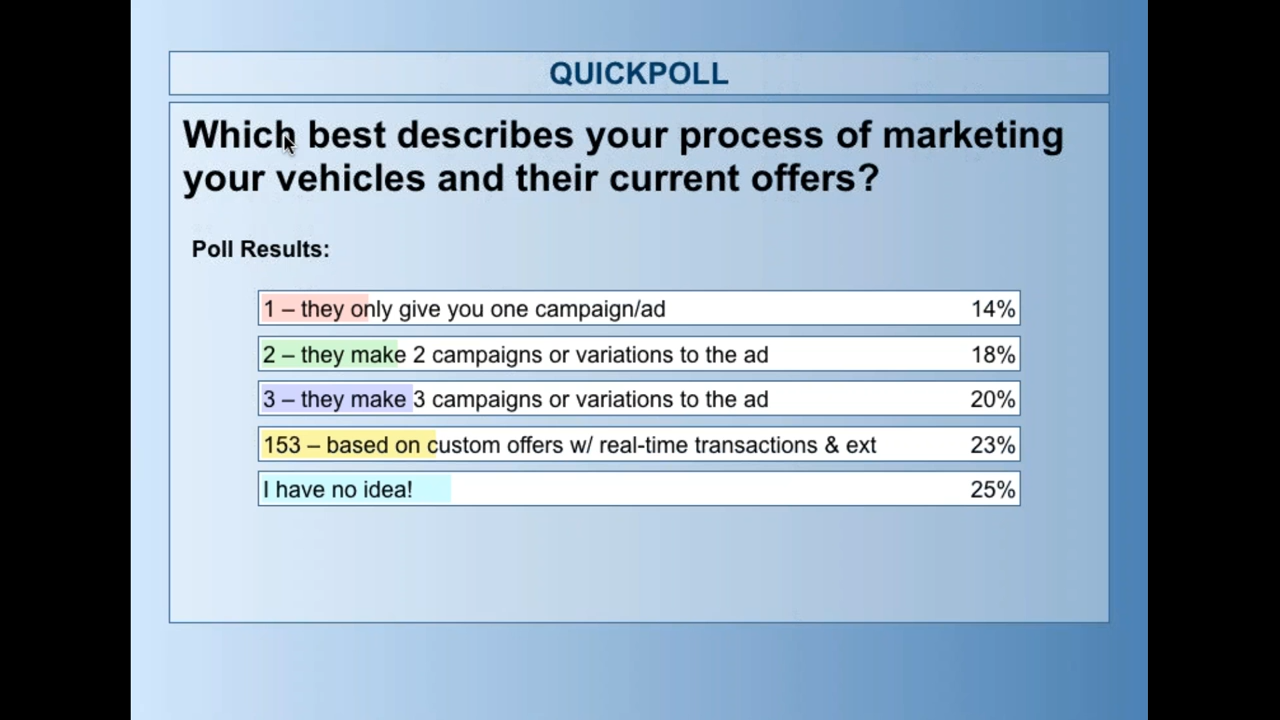 QUICKPOLL
Which best describes your process of marketing
your vehicles and their current offers?
Poll Results:
1 – they only give you one campaign/ad 14%
2 – they make 2 campaigns or variations to the ad 18%
3 – they make 3 campaigns or variations to the ad 20%
153 – based on custom offers w/ real-time transactions & ext 23%
I have no idea! 25%